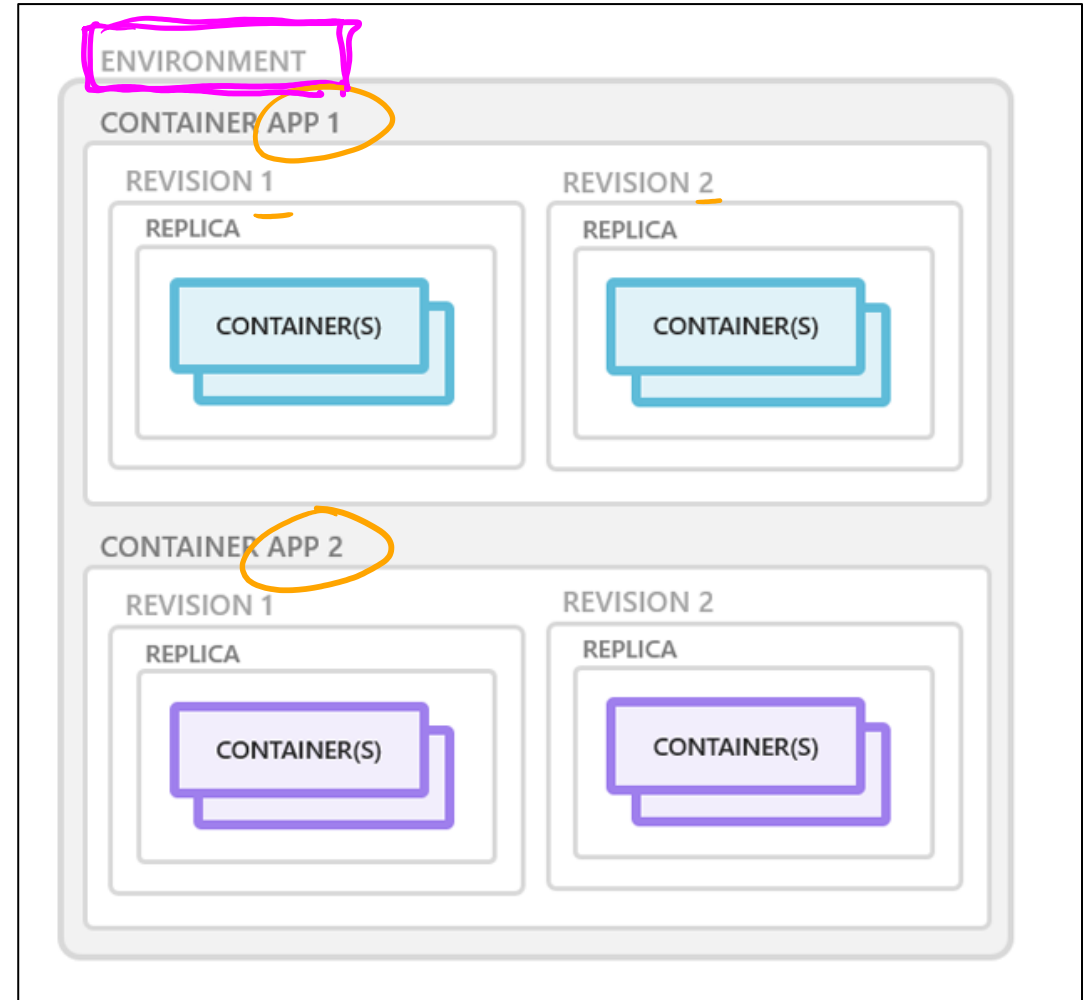 ENVIRONMENT
CONTAINER APP 1
REVISION 1
REPLICA
CONTAINER(S)
REVISION 2
REPLICA
CONTAINER(S)
CONTAINER APP 2
REVISION 1
REPLICA
CONTAINER(S)
REVISION 2
REPLICA
CONTAINER(S)